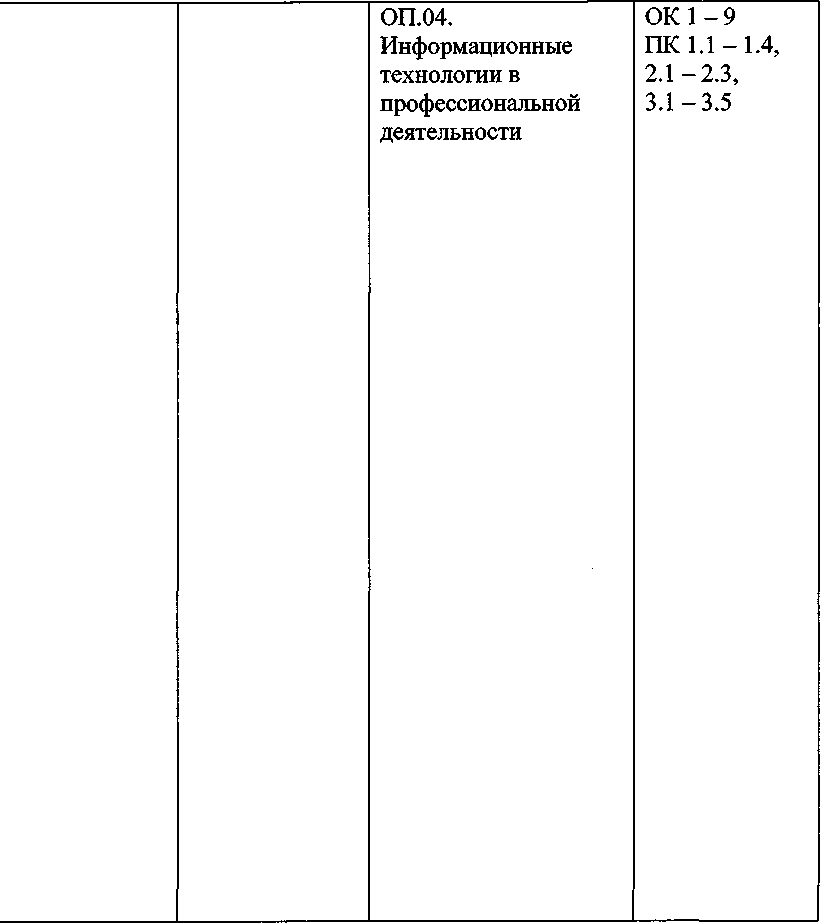 ОП.04.
Информационные
технологии в
профессиональной
деятельности
ОК 1 – 9
ПК 1.1 – 1.4,
2.1 – 2.3,
3.1 – 3.5